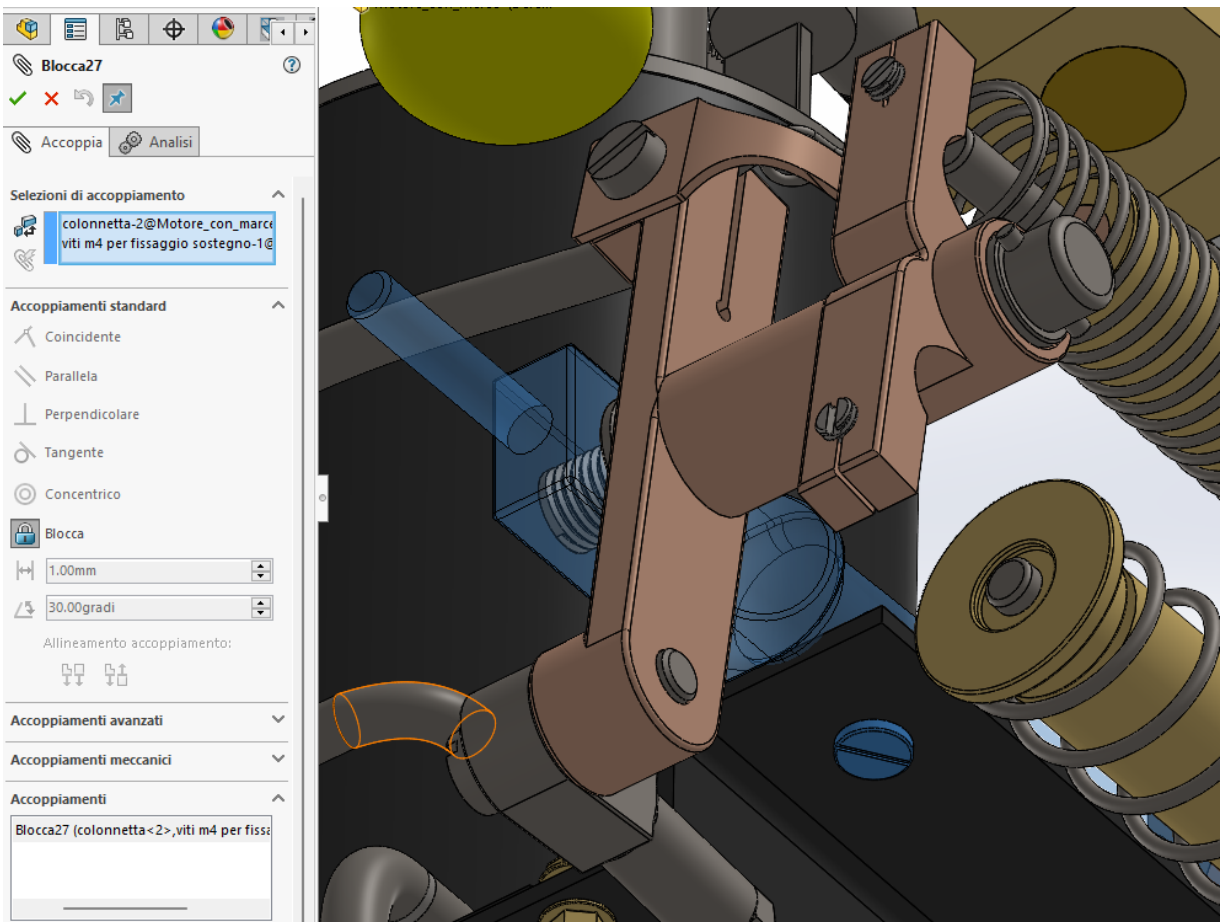 Blocca27
Accoppia
Analisi
Selezioni di accoppiamento
colonnetta-2@Motore_con_marce
viti m4 per fissaggio sostegno-1@
Accoppiamenti standard
Coincidente
Parallela
Perpendicolare
Tangente
Concentrico
Blocca
1.00mm
30.00gradi
Allineamento accoppiamento:
Accoppiamenti avanzati
Accoppiamenti meccanici
Accoppiamenti
Blocca27 (colonnetta<2>,viti m4 per fissa